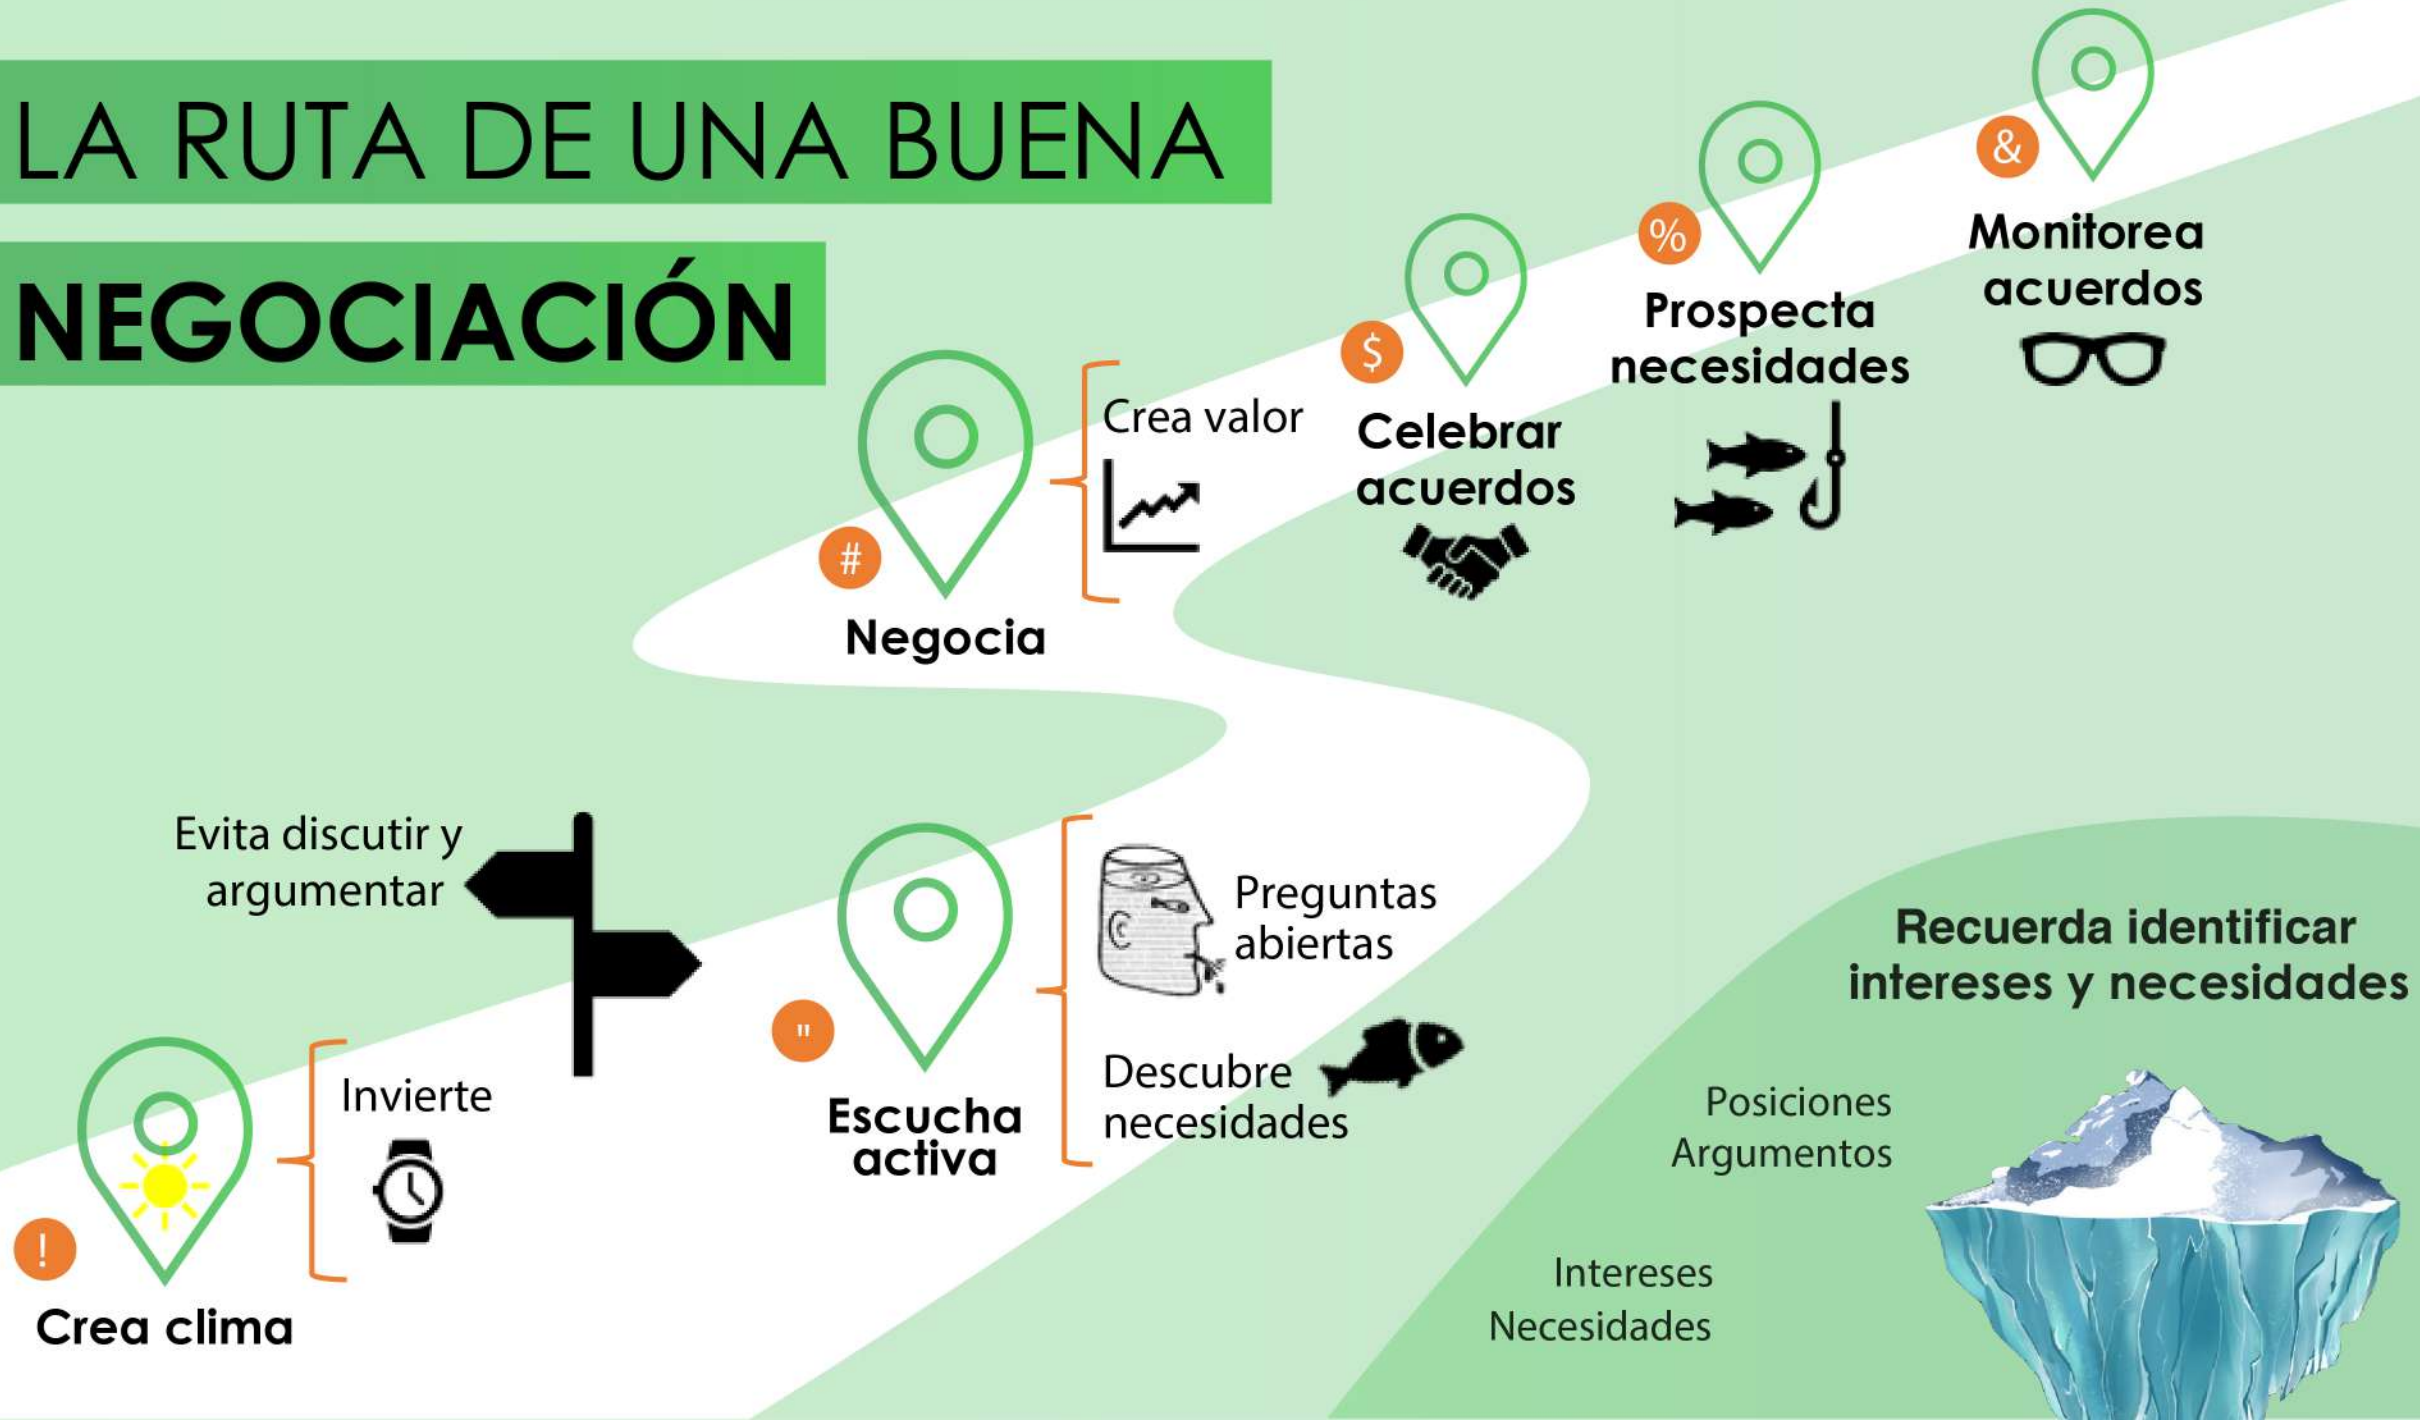 LA RUTA DE UNA BUENA
NEGOCIACIÓN
!
Crea clima
Invierte
Evita discutir y
argumentar
"
Escucha
activa
Preguntas
abiertas
Descubre
necesidades
#
Negocia
Crea valor
$
Celebrar
acuerdos
%
Prospecta
necesidades
&
Monitorea
acuerdos
Recuerda identificar
intereses y necesidades
Posiciones
Argumentos
Intereses
Necesidades